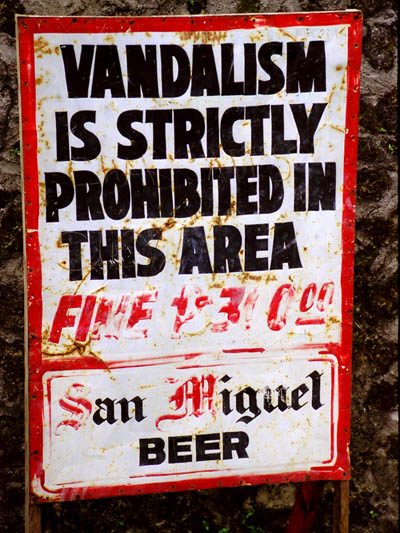 VANDALISM
IS STRICTLY
PROHIBITED IN
THIS AREA
FINE
San Miguel
BEER